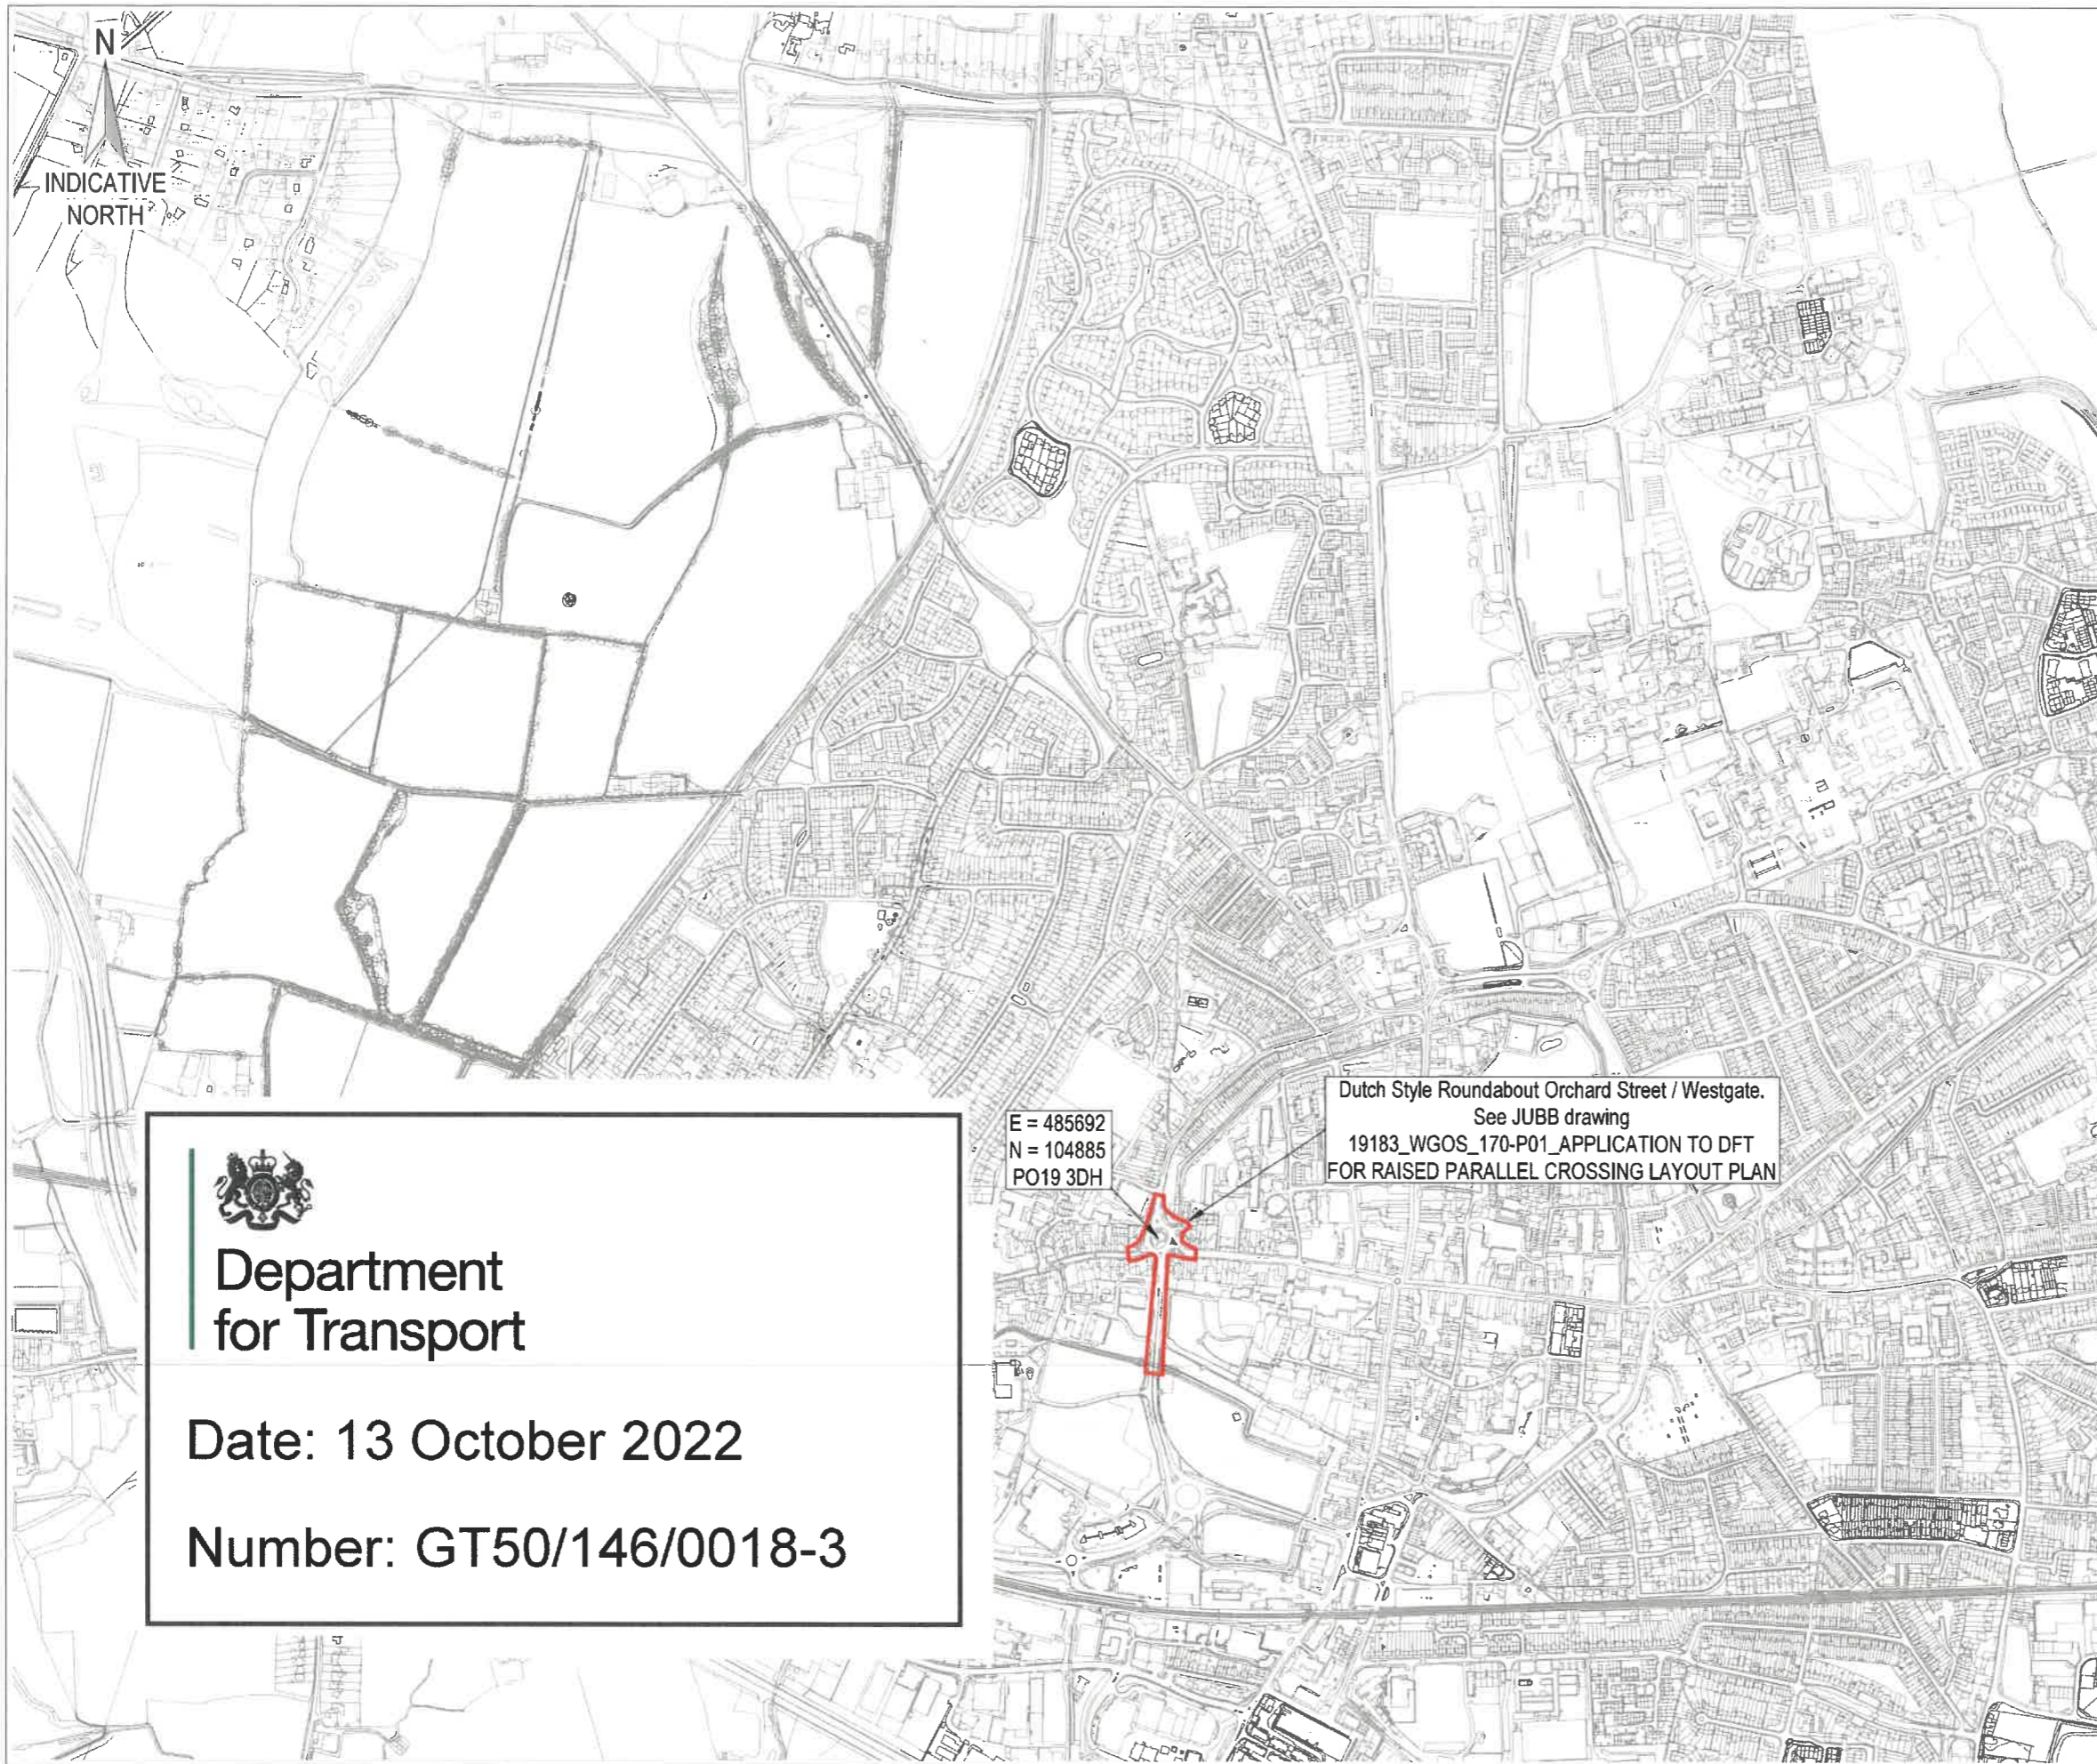 N
INDICATIVE
NORTH
E = 485692
N = 104885
PO19 3DH
Dutch Style Roundabout Orchard Street / Westgate.
See JUBB drawing
19183_WGOS_170-P01_APPLICATION TO DFT
FOR RAISED PARALLEL CROSSING LAYOUT PLAN
Department
for Transport
Date: 13 October 2022
Number: GT50/146/0018-3